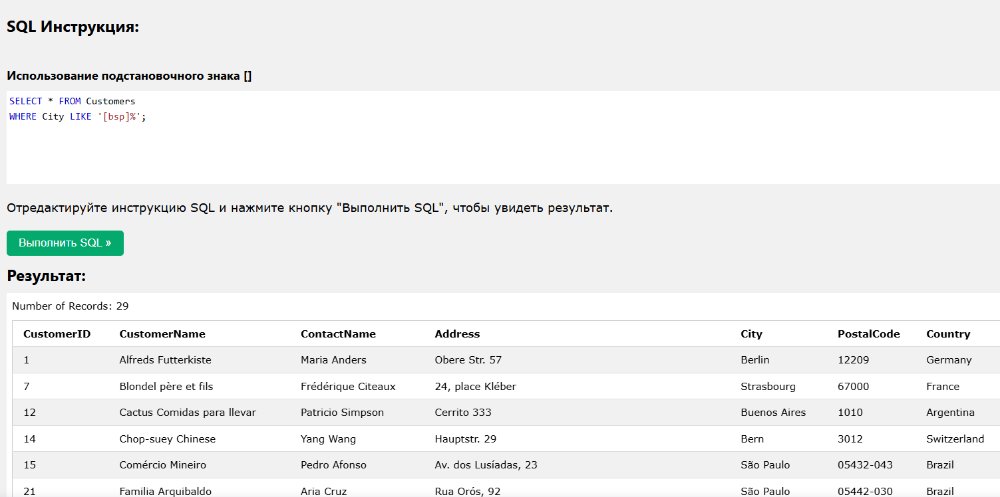 SQL Инструкция:
Использование подстановочного знака []
SELECT * FROM Customers
WHERE City LIKE '[bsp]%';
Отредактируйте инструкцию SQL и нажмите кнопку "Выполнить SQL", чтобы увидеть результат.
Выполнить SQL »
Результат:
Number of Records: 29
CustomerID CustomerName ContactName Address City PostalCode Country
1 Alfreds Futterkiste Maria Anders Obere Str. 57 Berlin 12209 Germany
7 Blondel père et fils Frédérique Citeaux 24, place Kléber Strasbourg 67000 France
12 Cactus Comidas para llevar Patricio Simpson Cerrito 333 Buenos Aires 1010 Argentina
14 Chop-suey Chinese Yang Wang Hauptstr. 29 Bern 3012 Switzerland
15 Comércio Mineiro Pedro Afonso Av. dos Lusíadas, 23 São Paulo 05432-043 Brazil
21 Familia Arquibaldo Aria Cruz Rua Orós, 92 São Paulo 05442-030 Brazil